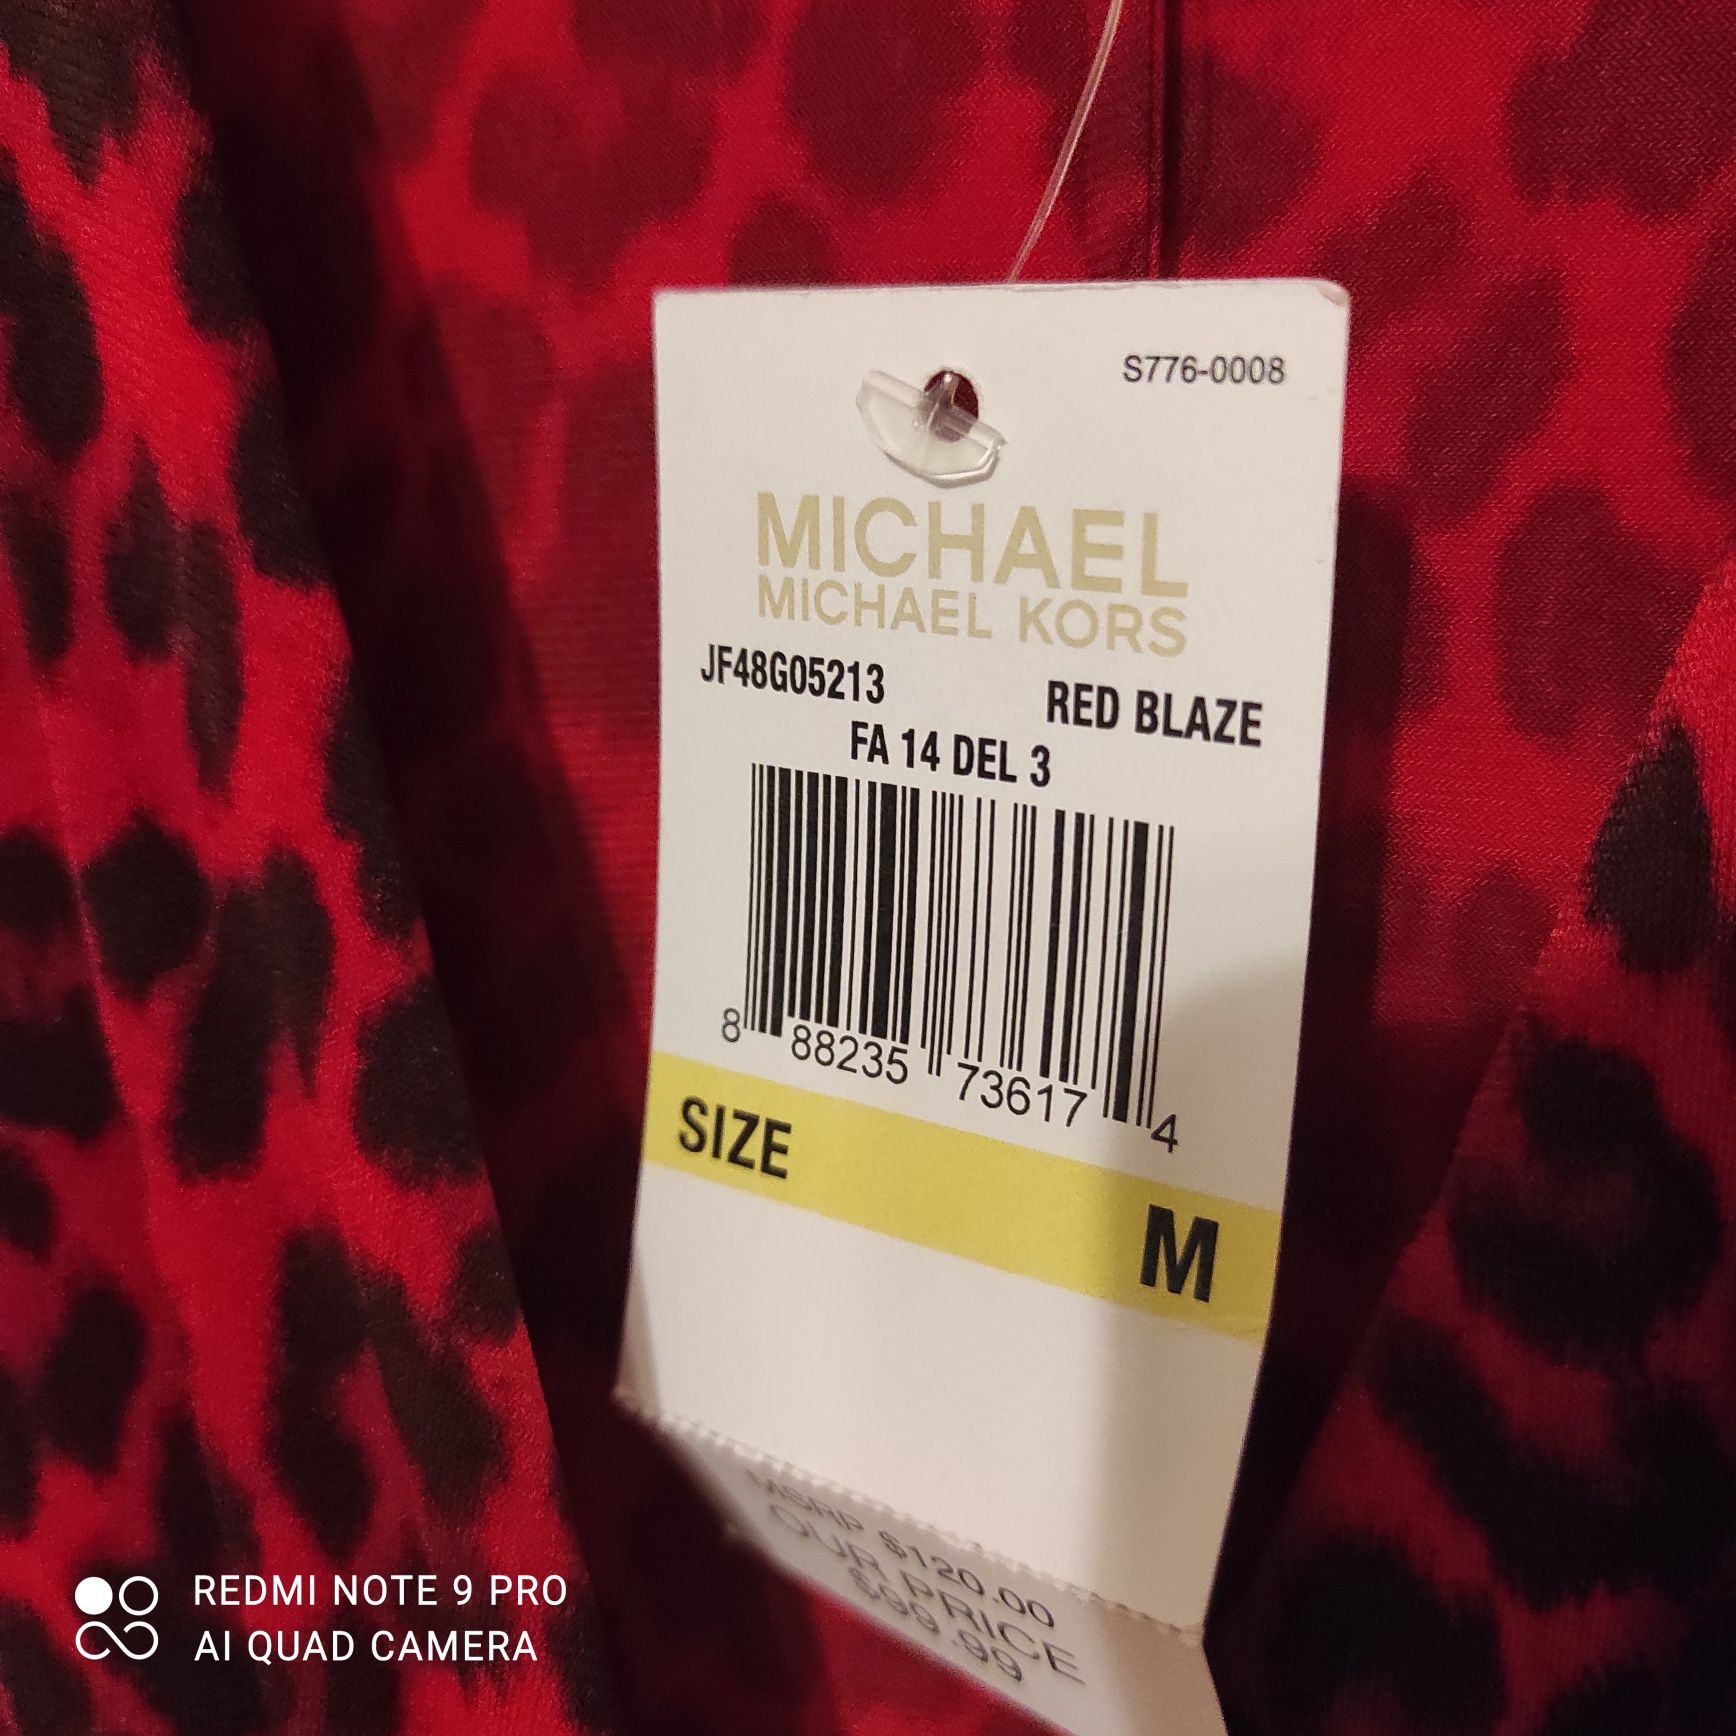 S776-0008
MICHAEL
MICHAEL KORS
JF48G05213 RED BLAZE
FA 14 DEL 3
8 88235 73617 4
SIZE M
MSRP $120.00
OUR PRICE
$99.99
REDMI NOTE 9 PRO
AI QUAD CAMERA